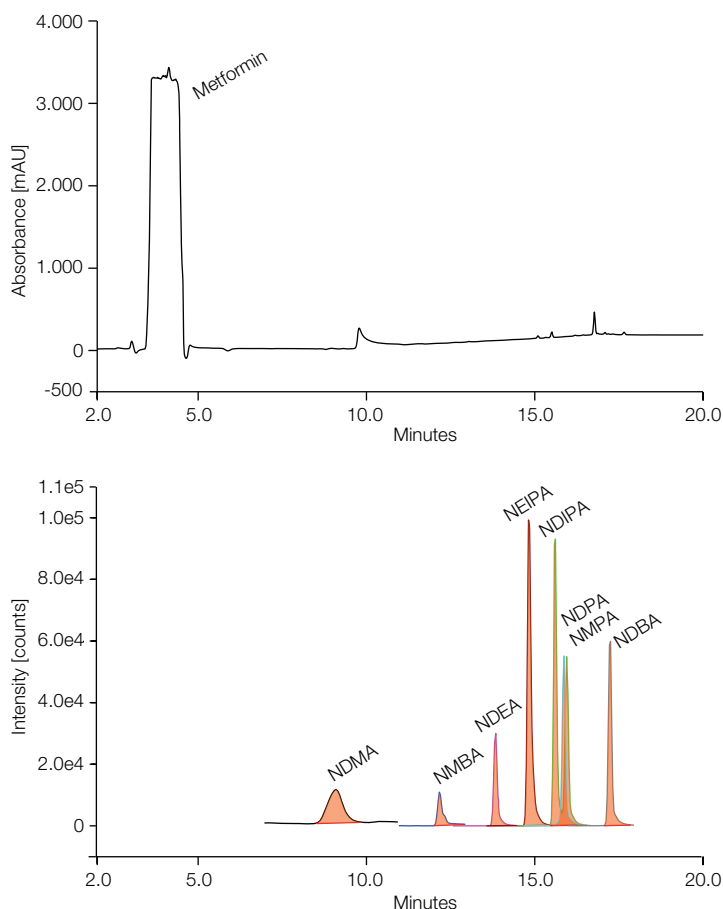 4.000
3.000
2.000
1.000
0
-500
Absorbance [mAU]
Metformin
2.0 5.0 10.0 15.0 20.0
Minutes
1.1e5
1.0e5
8.0e4
6.0e4
4.0e4
2.0e4
0
Intensity [counts]
NDMA
NMBA
NDEA
NEIPA
NDIPA
NDPA
NMPA
NDBA
2.0 5.0 10.0 15.0 20.0
Minutes